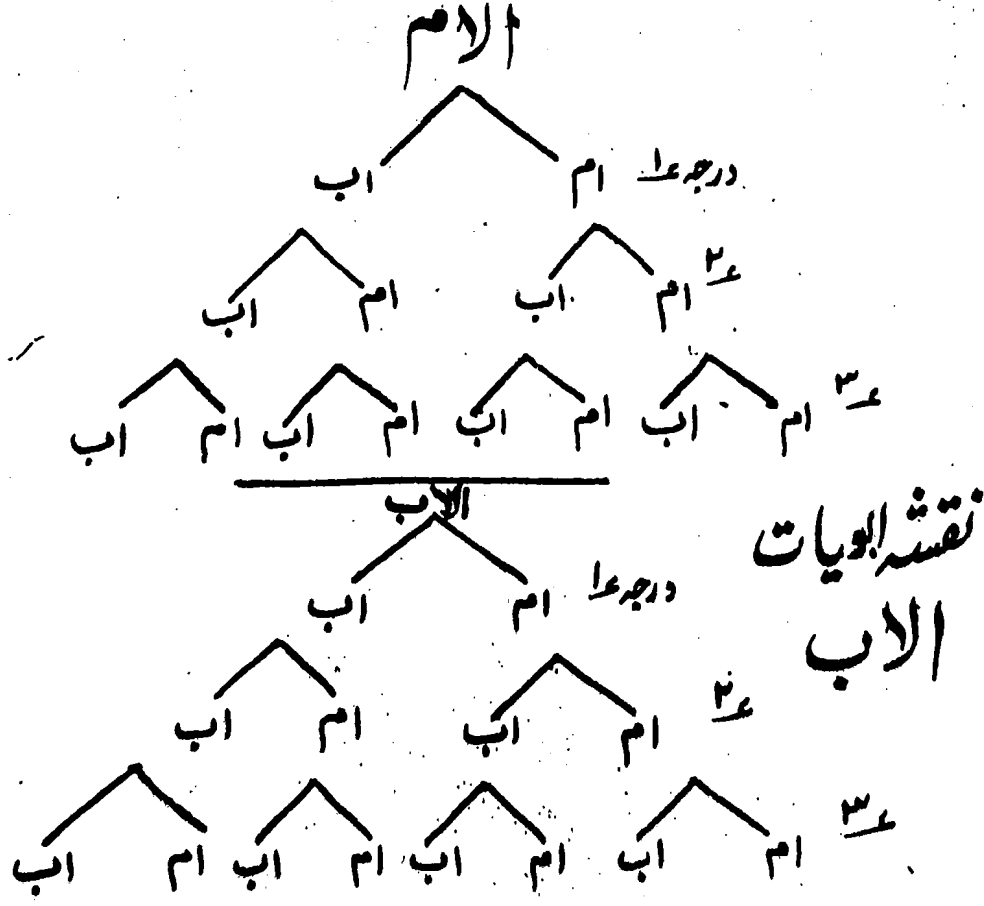 الام
درجہ ۱ ام اب
۲ ام اب ام اب
۳ ام اب ام اب ام اب ام اب
الاب
نقشہ ابویات
الاب
درجہ ۱ ام اب
۲ ام اب ام اب
۳ ام اب ام اب ام اب ام اب